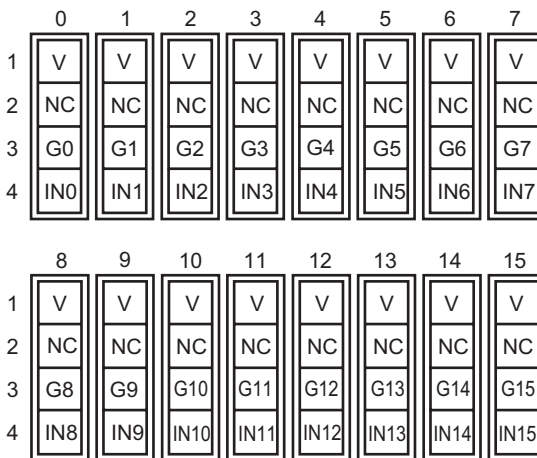 0 1 2 3 4 5 6 7
1 V V V V V V V V
2 NC NC NC NC NC NC NC NC
3 G0 G1 G2 G3 G4 G5 G6 G7
4 IN0 IN1 IN2 IN3 IN4 IN5 IN6 IN7
8 9 10 11 12 13 14 15
1 V V V V V V V V
2 NC NC NC NC NC NC NC NC
3 G8 G9 G10 G11 G12 G13 G14 G15
4 IN8 IN9 IN10 IN11 IN12 IN13 IN14 IN15